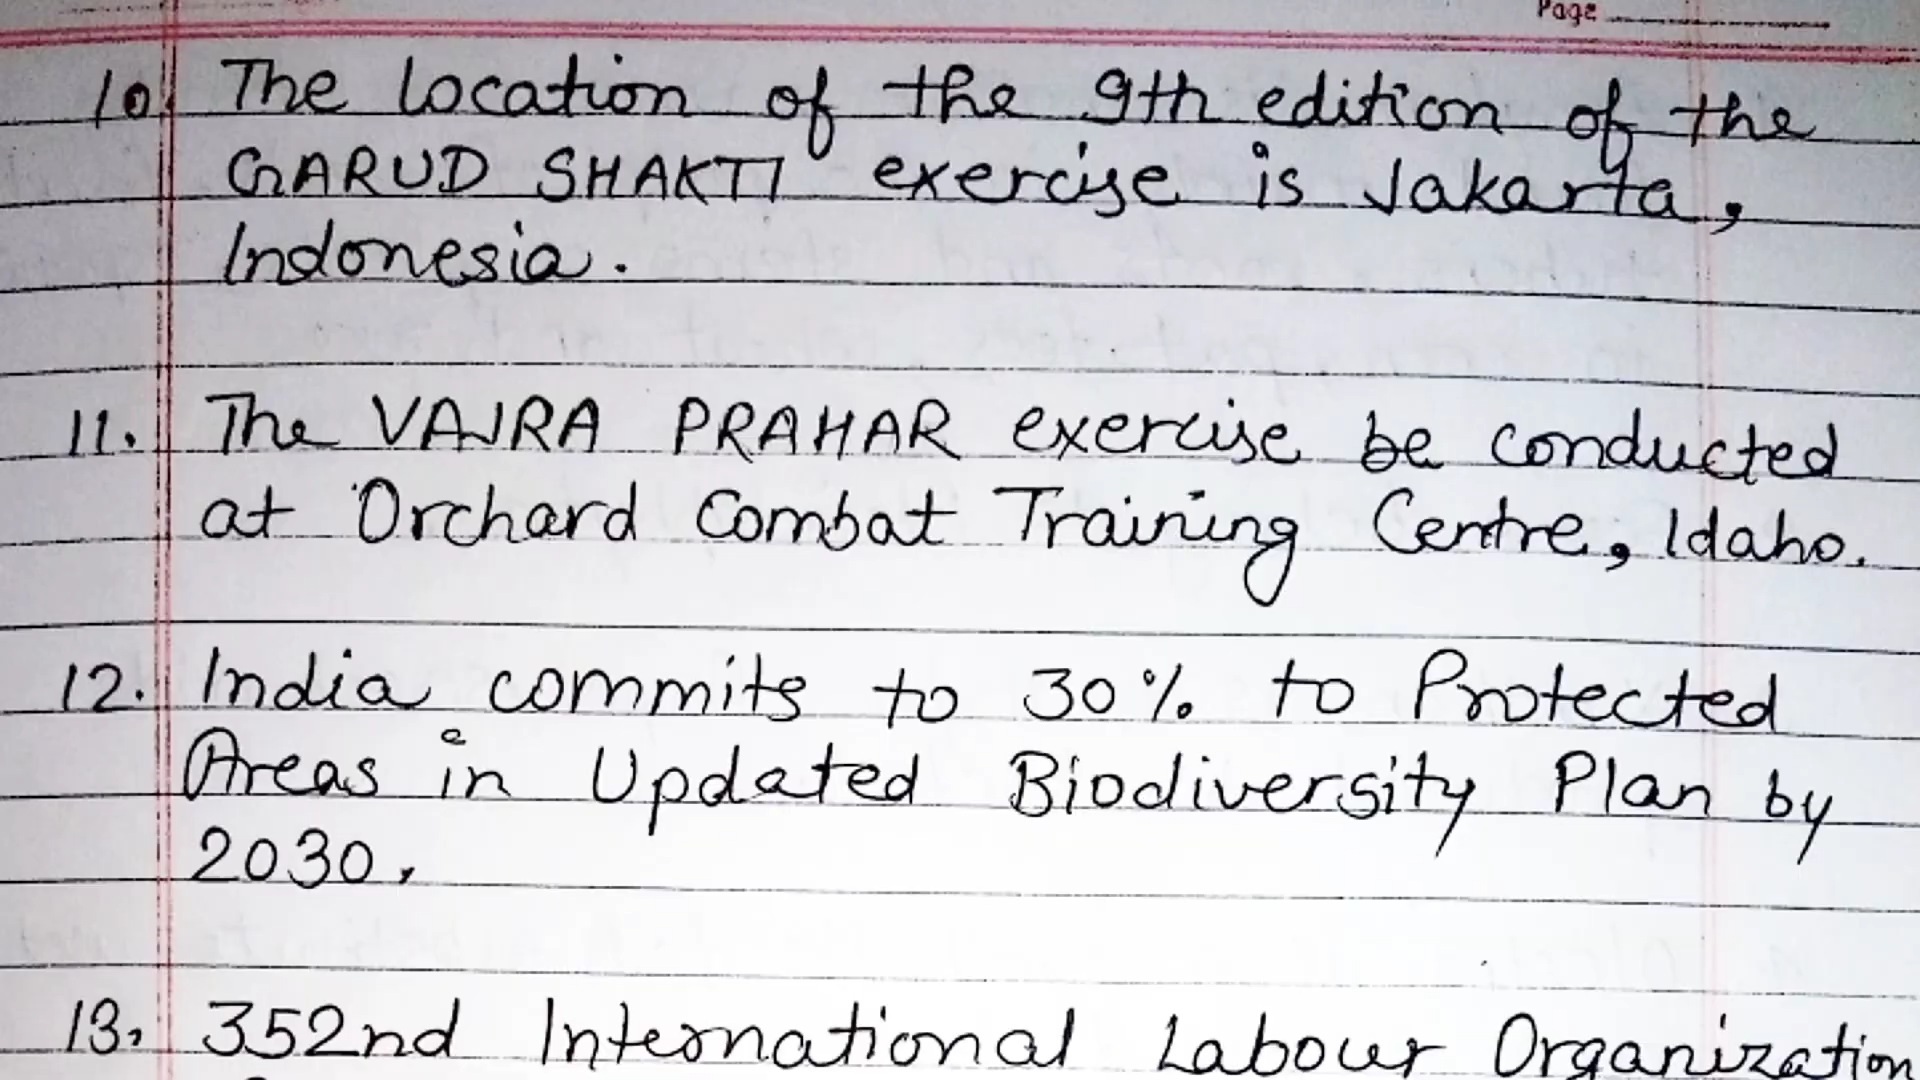 Page
10. The location of the 9th edition of the
GARUD SHAKTI exercise is Jakarta,
Indonesia.
11. The VAJRA PRAHAR exercise be conducted
at Orchard Combat Training Centre, Idaho.
12. India commits to 30% to Protected
Areas in Updated Biodiversity Plan by
2030.
13. 352nd International Labour Organization